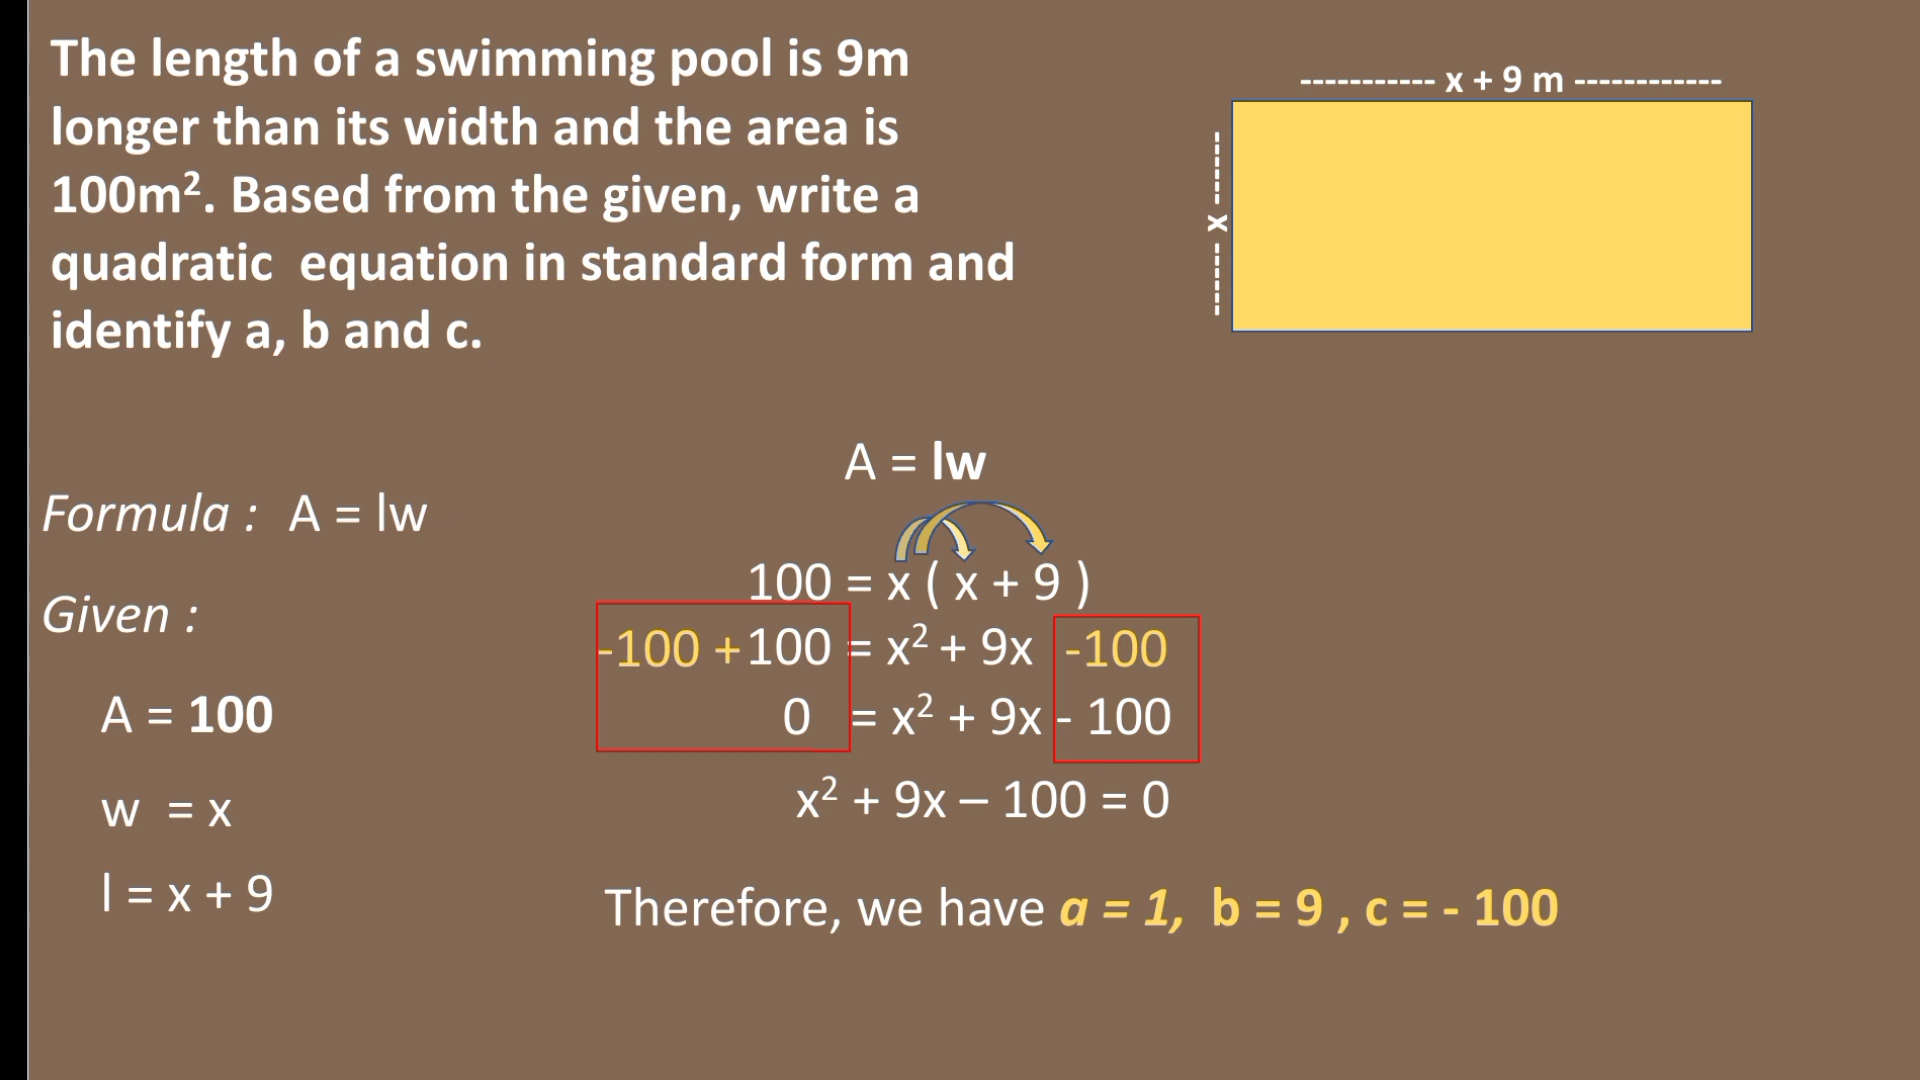 The length of a swimming pool is 9m
longer than its width and the area is
100m². Based from the given, write a
quadratic equation in standard form and
identify a, b and c.
----------- x + 9 m ------------
------ x ------
Formula : A = lw
Given :
A = 100
w = x
l = x + 9
A = lw
100 = x ( x + 9 )
-100 + 100 = x² + 9x -100
0 = x² + 9x - 100
x² + 9x – 100 = 0
Therefore, we have a = 1, b = 9 , c = - 100